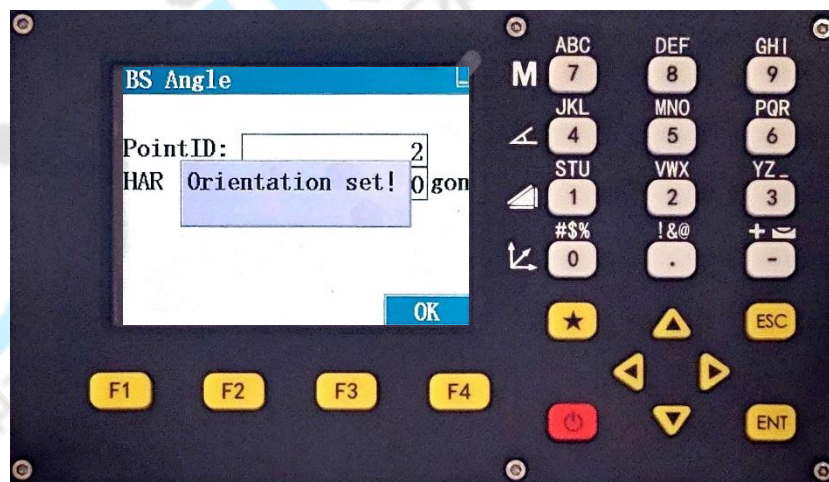 BS Angle
PointID: 2
HAR 0 gon
Orientation set!
OK
F1 F2 F3 F4
ABC DEF GHI
M 7 8 9
JKL MNO PQR
4 5 6
STU VWX YZ_
1 2 3
#$% !&@ +
0 . -
ESC
ENT